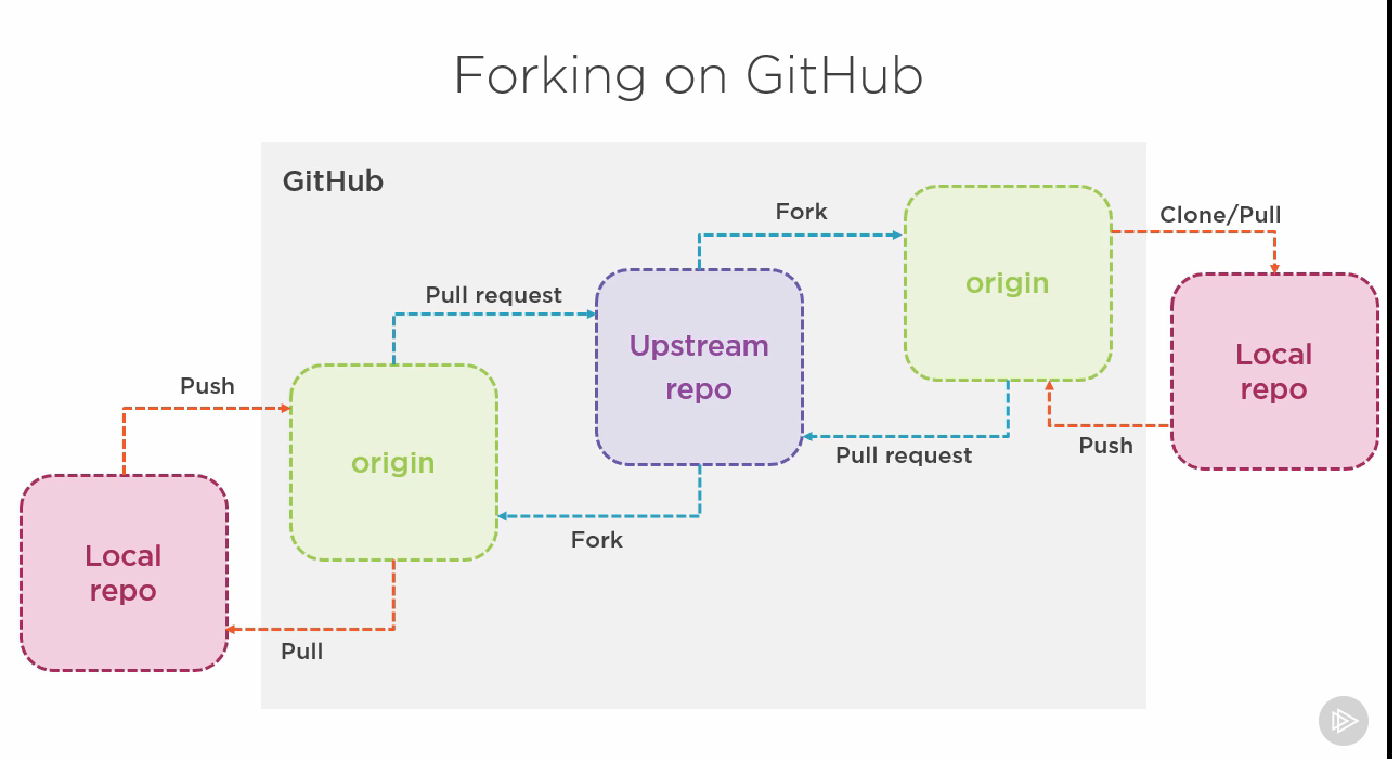 Forking on GitHub
GitHub
Fork
Clone/Pull
origin
Pull request
Upstream
repo
Local
repo
Push
Pull request
Push
origin
Fork
Local
repo
Pull